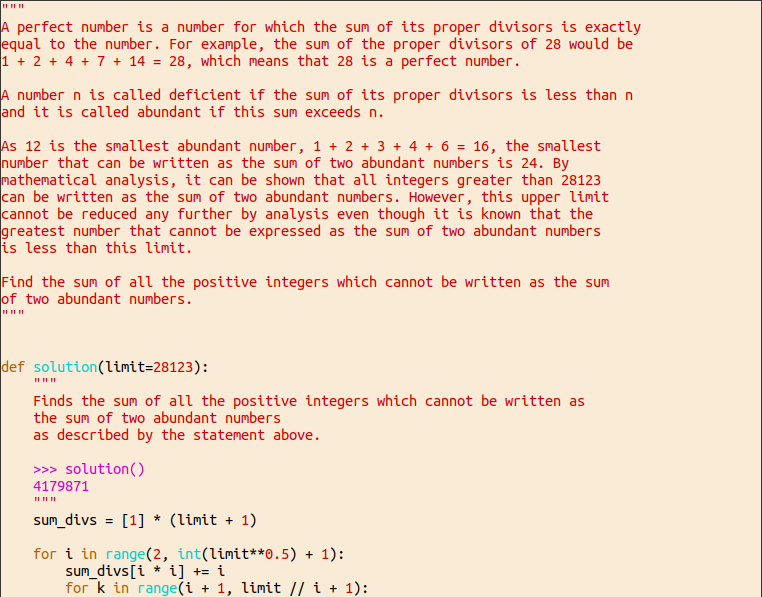 """
A perfect number is a number for which the sum of its proper divisors is exactly
equal to the number. For example, the sum of the proper divisors of 28 would be
1 + 2 + 4 + 7 + 14 = 28, which means that 28 is a perfect number.

A number n is called deficient if the sum of its proper divisors is less than n
and it is called abundant if this sum exceeds n.

As 12 is the smallest abundant number, 1 + 2 + 3 + 4 + 6 = 16, the smallest
number that can be written as the sum of two abundant numbers is 24. By
mathematical analysis, it can be shown that all integers greater than 28123
can be written as the sum of two abundant numbers. However, this upper limit
cannot be reduced any further by analysis even though it is known that the
greatest number that cannot be expressed as the sum of two abundant numbers
is less than this limit.

Find the sum of all the positive integers which cannot be written as the sum
of two abundant numbers.
"""


def solution(limit=28123):
    """
    Finds the sum of all the positive integers which cannot be written as
    the sum of two abundant numbers
    as described by the statement above.

    >>> solution()
    4179871
    """
    sum_divs = [1] * (limit + 1)

    for i in range(2, int(limit**0.5) + 1):
        sum_divs[i * i] += i
        for k in range(i + 1, limit // i + 1):